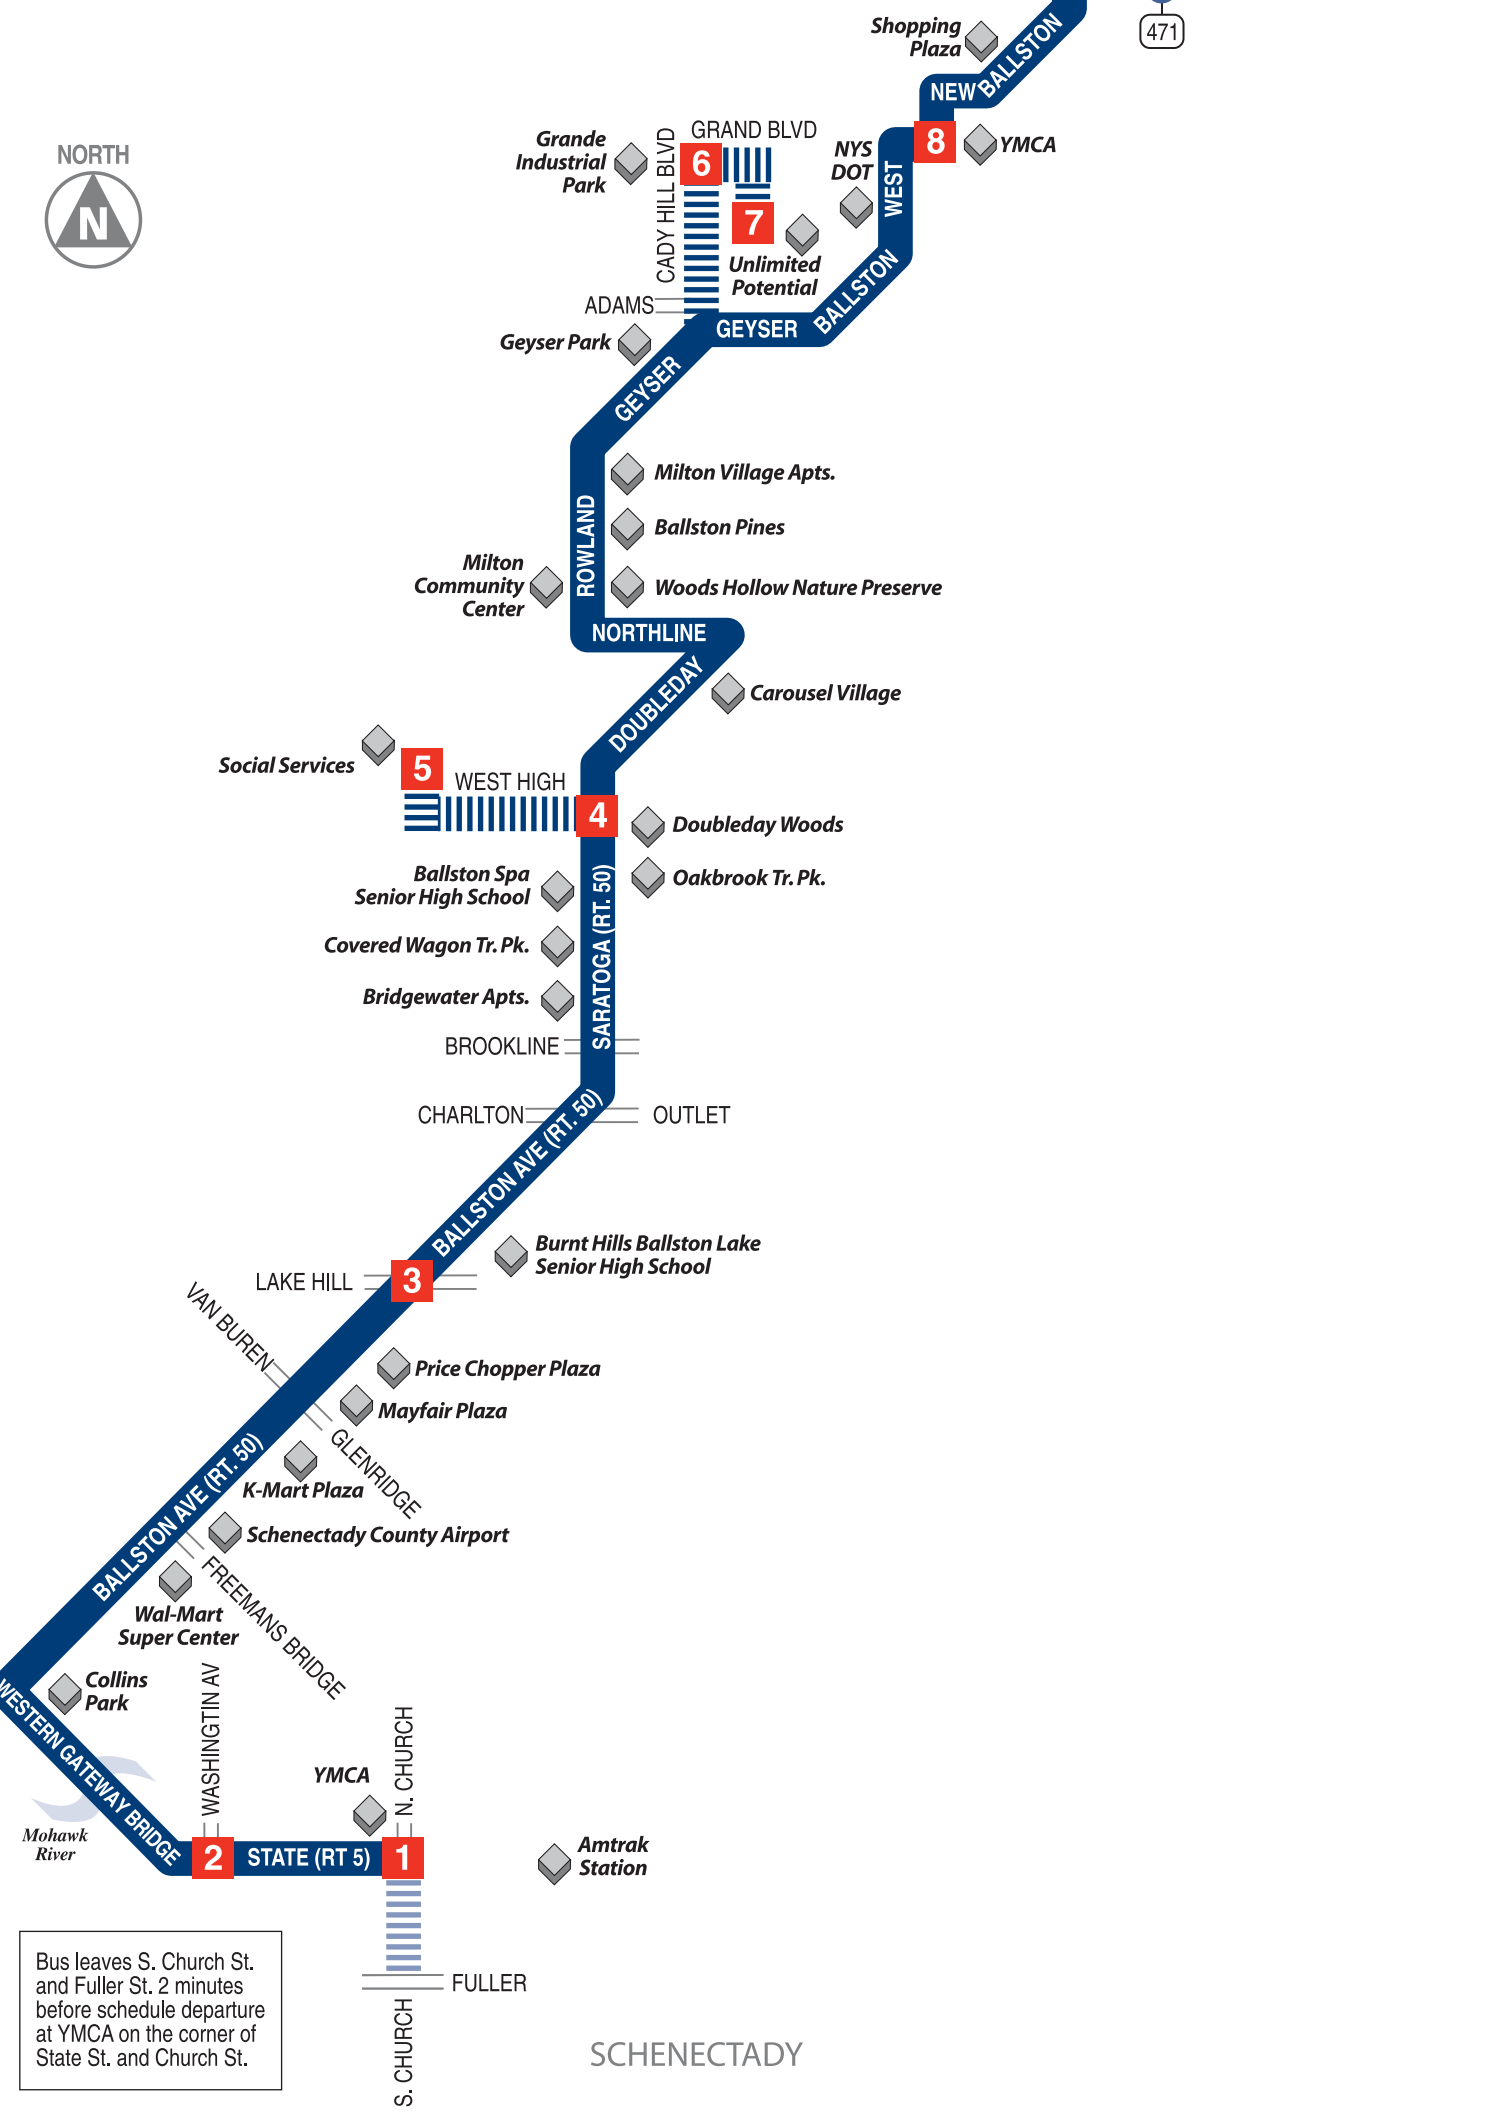 Shopping
Plaza
471
BALLSTON
NEW
8
YMCA
NYS
DOT
WEST
GRAND BLVD
CADY HILL BLVD
Grande
Industrial
Park
6
7
Unlimited
Potential
NORTH
N
ADAMS
GEYSER
BALLSTON
Geyser Park
GEYSER
Milton Village Apts.
Ballston Pines
ROWLAND
Milton
Community
Center
Woods Hollow Nature Preserve
NORTHLINE
DOUBLEDAY
Carousel Village
Social Services
5
WEST HIGH
4
Doubleday Woods
Ballston Spa
Senior High School
Oakbrook Tr. Pk.
SARATOGA (RT. 50)
Covered Wagon Tr. Pk.
Bridgewater Apts.
BROOKLINE
CHARLTON
OUTLET
BALLSTON AVE (RT. 50)
Burnt Hills Ballston Lake
Senior High School
LAKE HILL
3
VAN BUREN
Price Chopper Plaza
Mayfair Plaza
GLENRIDGE
K-Mart Plaza
BALLSTON AVE (RT. 50)
Schenectady County Airport
FREEMANS BRIDGE
Wal-Mart
Super Center
Collins
Park
WESTERN GATEWAY BRIDGE
WASHINGTIN AV
N. CHURCH
YMCA
Mohawk
River
2
STATE (RT 5)
1
Amtrak
Station
Bus leaves S. Church St.
and Fuller St. 2 minutes
before schedule departure
at YMCA on the corner of
State St. and Church St.
FULLER
S. CHURCH
SCHENECTADY